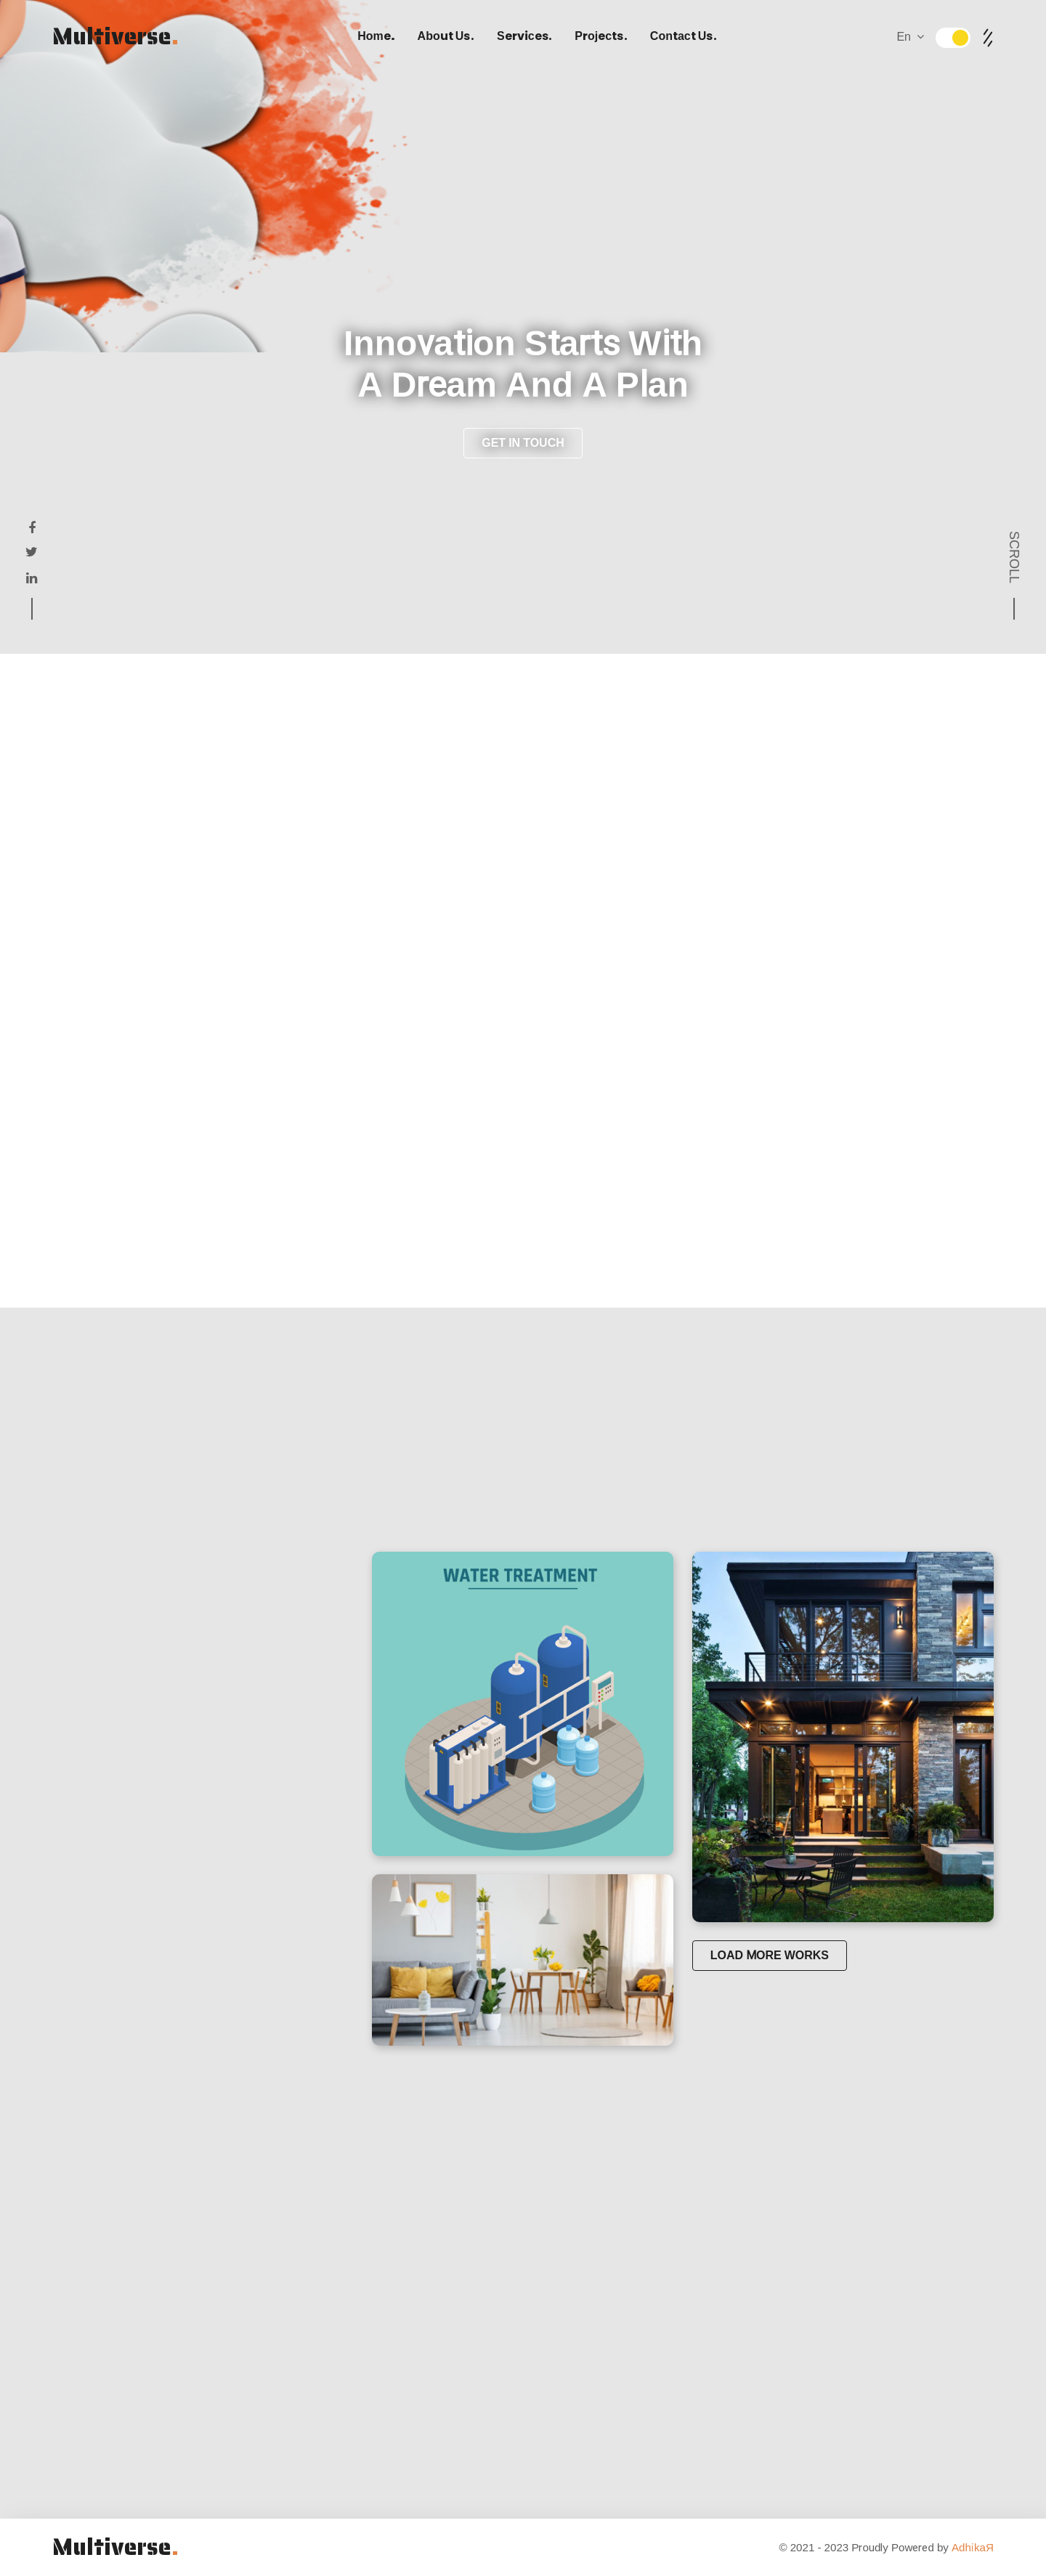 Multiverse.
Home. About Us. Services. Projects. Contact Us.
En
Innovation Starts With
A Dream And A Plan
GET IN TOUCH
SCROLL
WATER TREATMENT
LOAD MORE WORKS
Multiverse.
© 2021 - 2023 Proudly Powered by AdhikaЯ